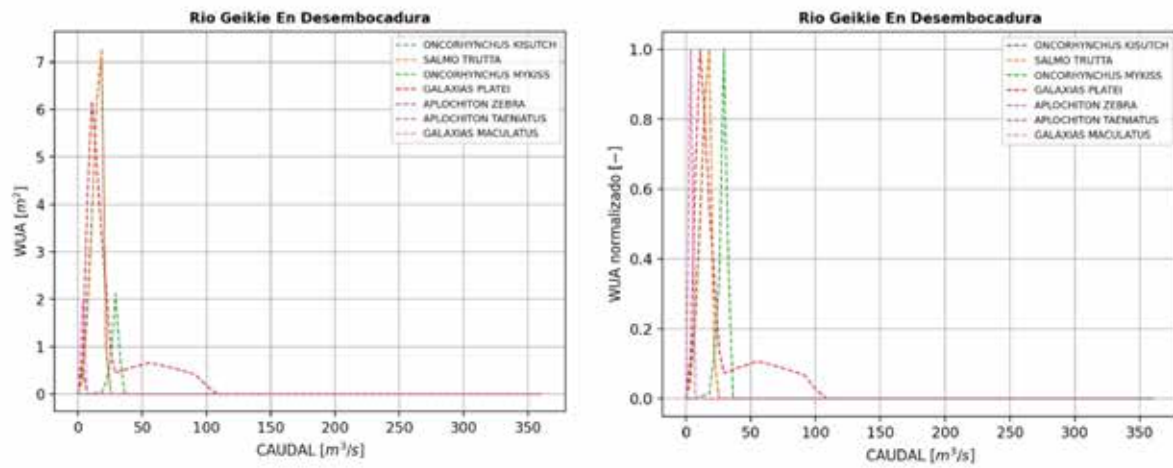 Rio Geikie En Desembocadura
ONCORHYNCHUS KISUTCH
SALMO TRUTTA
ONCORHYNCHUS MYKISS
GALAXIAS PLATEI
APLOCHITON ZEBRA
APLOCHITON TAENIATUS
GALAXIAS MACULATUS
7
6
5
4
3
2
1
0
WUA [m²]
0 50 100 150 200 250 300 350
CAUDAL [m³/s]
Rio Geikie En Desembocadura
ONCORHYNCHUS KISUTCH
SALMO TRUTTA
ONCORHYNCHUS MYKISS
GALAXIAS PLATEI
APLOCHITON ZEBRA
APLOCHITON TAENIATUS
GALAXIAS MACULATUS
1.0
0.8
0.6
0.4
0.2
0.0
WUA normalizado [−]
0 50 100 150 200 250 300 350
CAUDAL [m³/s]